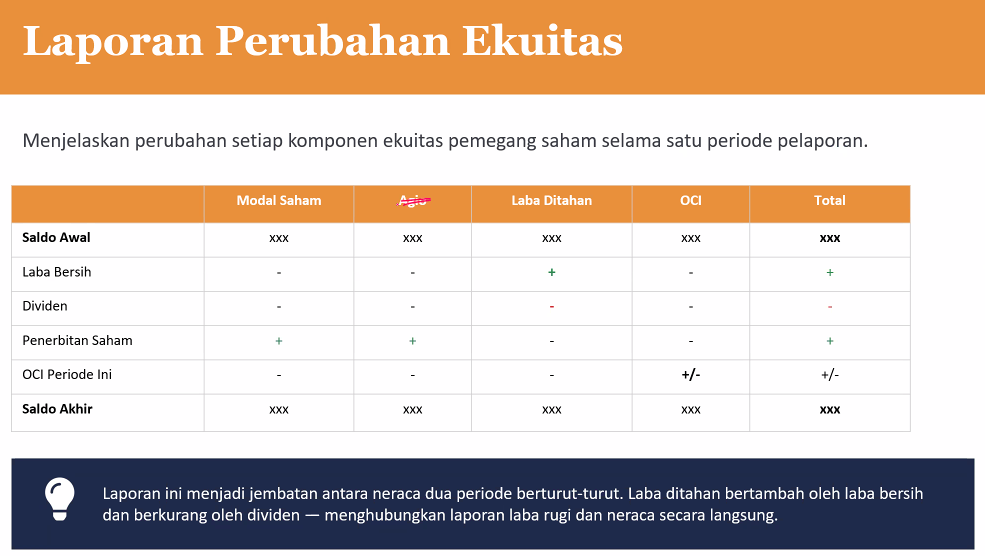 Laporan Perubahan Ekuitas
Menjelaskan perubahan setiap komponen ekuitas pemegang saham selama satu periode pelaporan.
Modal Saham Agio Laba Ditahan OCI Total
Saldo Awal xxx xxx xxx xxx xxx
Laba Bersih - - + - +
Dividen - - - - -
Penerbitan Saham + + - - +
OCI Periode Ini - - - +/- +/-
Saldo Akhir xxx xxx xxx xxx xxx
Laporan ini menjadi jembatan antara neraca dua periode berturut-turut. Laba ditahan bertambah oleh laba bersih
dan berkurang oleh dividen — menghubungkan laporan laba rugi dan neraca secara langsung.